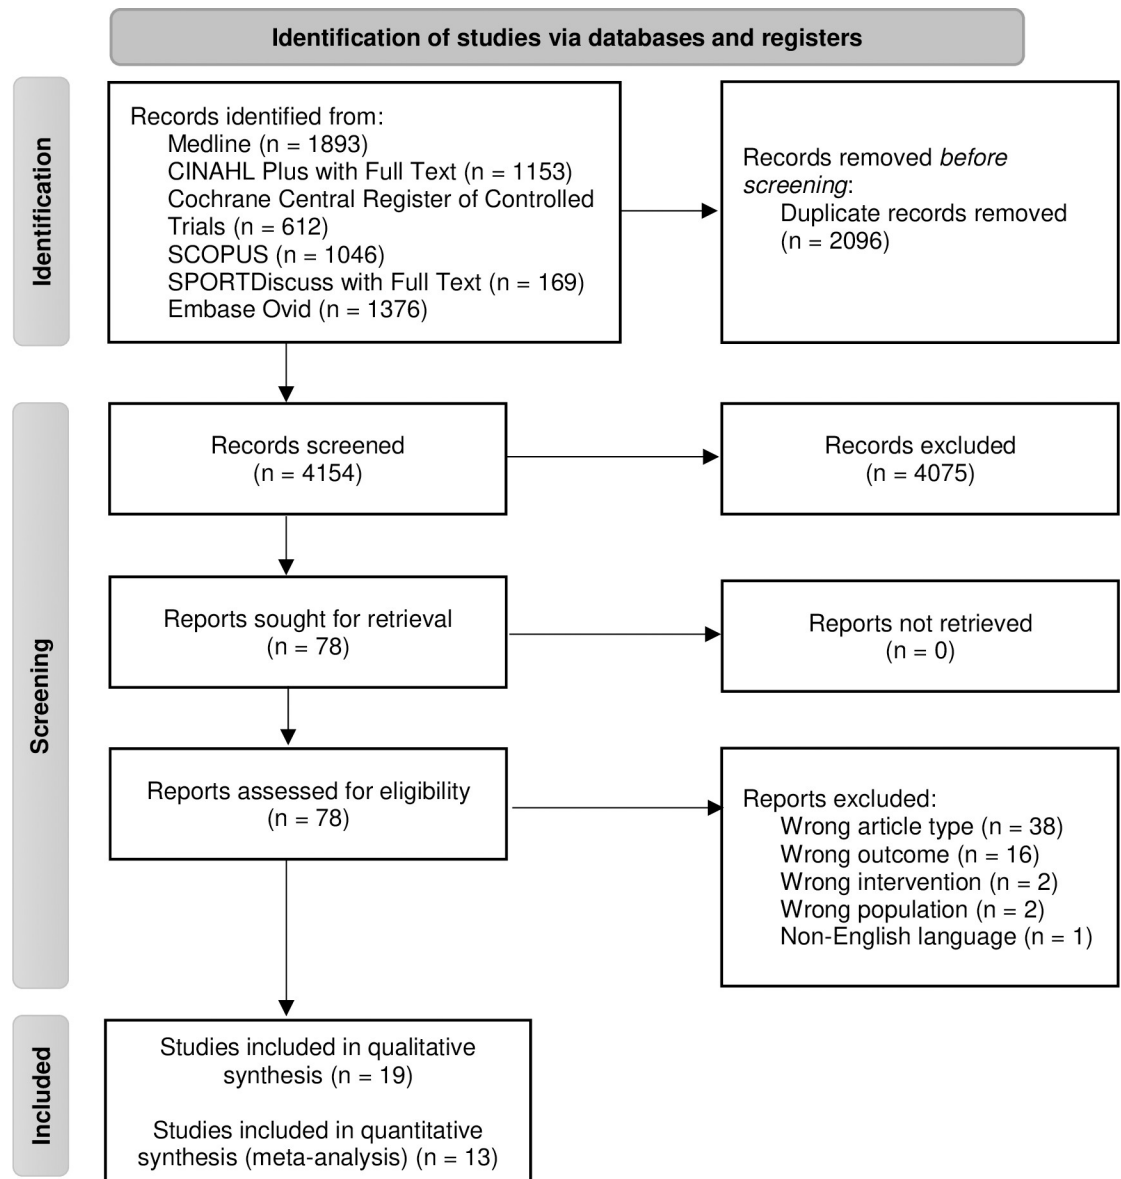 Identification of studies via databases and registers
Identification
Records identified from:
Medline (n = 1893)
CINAHL Plus with Full Text (n = 1153)
Cochrane Central Register of Controlled
Trials (n = 612)
SCOPUS (n = 1046)
SPORTDiscuss with Full Text (n = 169)
Embase Ovid (n = 1376)
Records removed before
screening:
Duplicate records removed
(n = 2096)
Screening
Records screened
(n = 4154)
Records excluded
(n = 4075)
Reports sought for retrieval
(n = 78)
Reports not retrieved
(n = 0)
Reports assessed for eligibility
(n = 78)
Reports excluded:
Wrong article type (n = 38)
Wrong outcome (n = 16)
Wrong intervention (n = 2)
Wrong population (n = 2)
Non-English language (n = 1)
Included
Studies included in qualitative
synthesis (n = 19)
Studies included in quantitative
synthesis (meta-analysis) (n = 13)